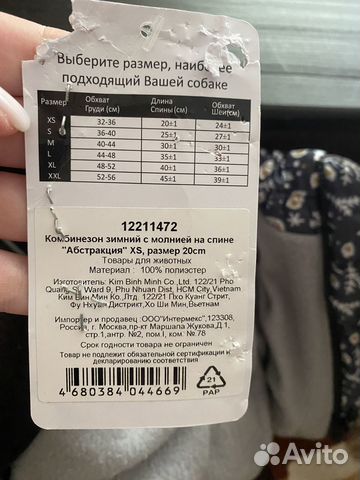 Выберите размер, наиболее
подходящий Вашей собаке
Размер Обхват Груди (см) Длина Спины (см) Обхват Шеи(см)
XS 32-36 20±1 24±1
S 36-40 25±1 27±1
M 40-44 30±1 30±1
L 44-48 35±1 33±1
XL 48-52 40±1 36±1
XXL 52-56 45±1 39±1
12211472
Комбинезон зимний с молнией на спине
"Абстракция" XS, размер 20cm
Товары для животных
Материал : 100% полиэстер
Изготовитель: Kim Binh Minh Co.,Ltd. 122/21 Pho
Quang St, Ward 9, Phu Nhuan Dist, HCM City,Vietnam
Ким Бин Мин Ко.,Лтд. 122/21 Пхо Куанг Стрит,
Фу Нхуан Дистрикт,Хо Ши Мин,Вьетнам
Импортер и продавец :ООО"Интермекс",123308,
Россия, г. Москва,пр-кт Маршала Жукова,Д.1,
стр.1,антр.№2, пом.I, ком. № 78
Срок годности товара не ограничен
Товар не подлежит обязательной сертификации и
декларированию соответствия
4 680384 044669
21
PAP
Avito